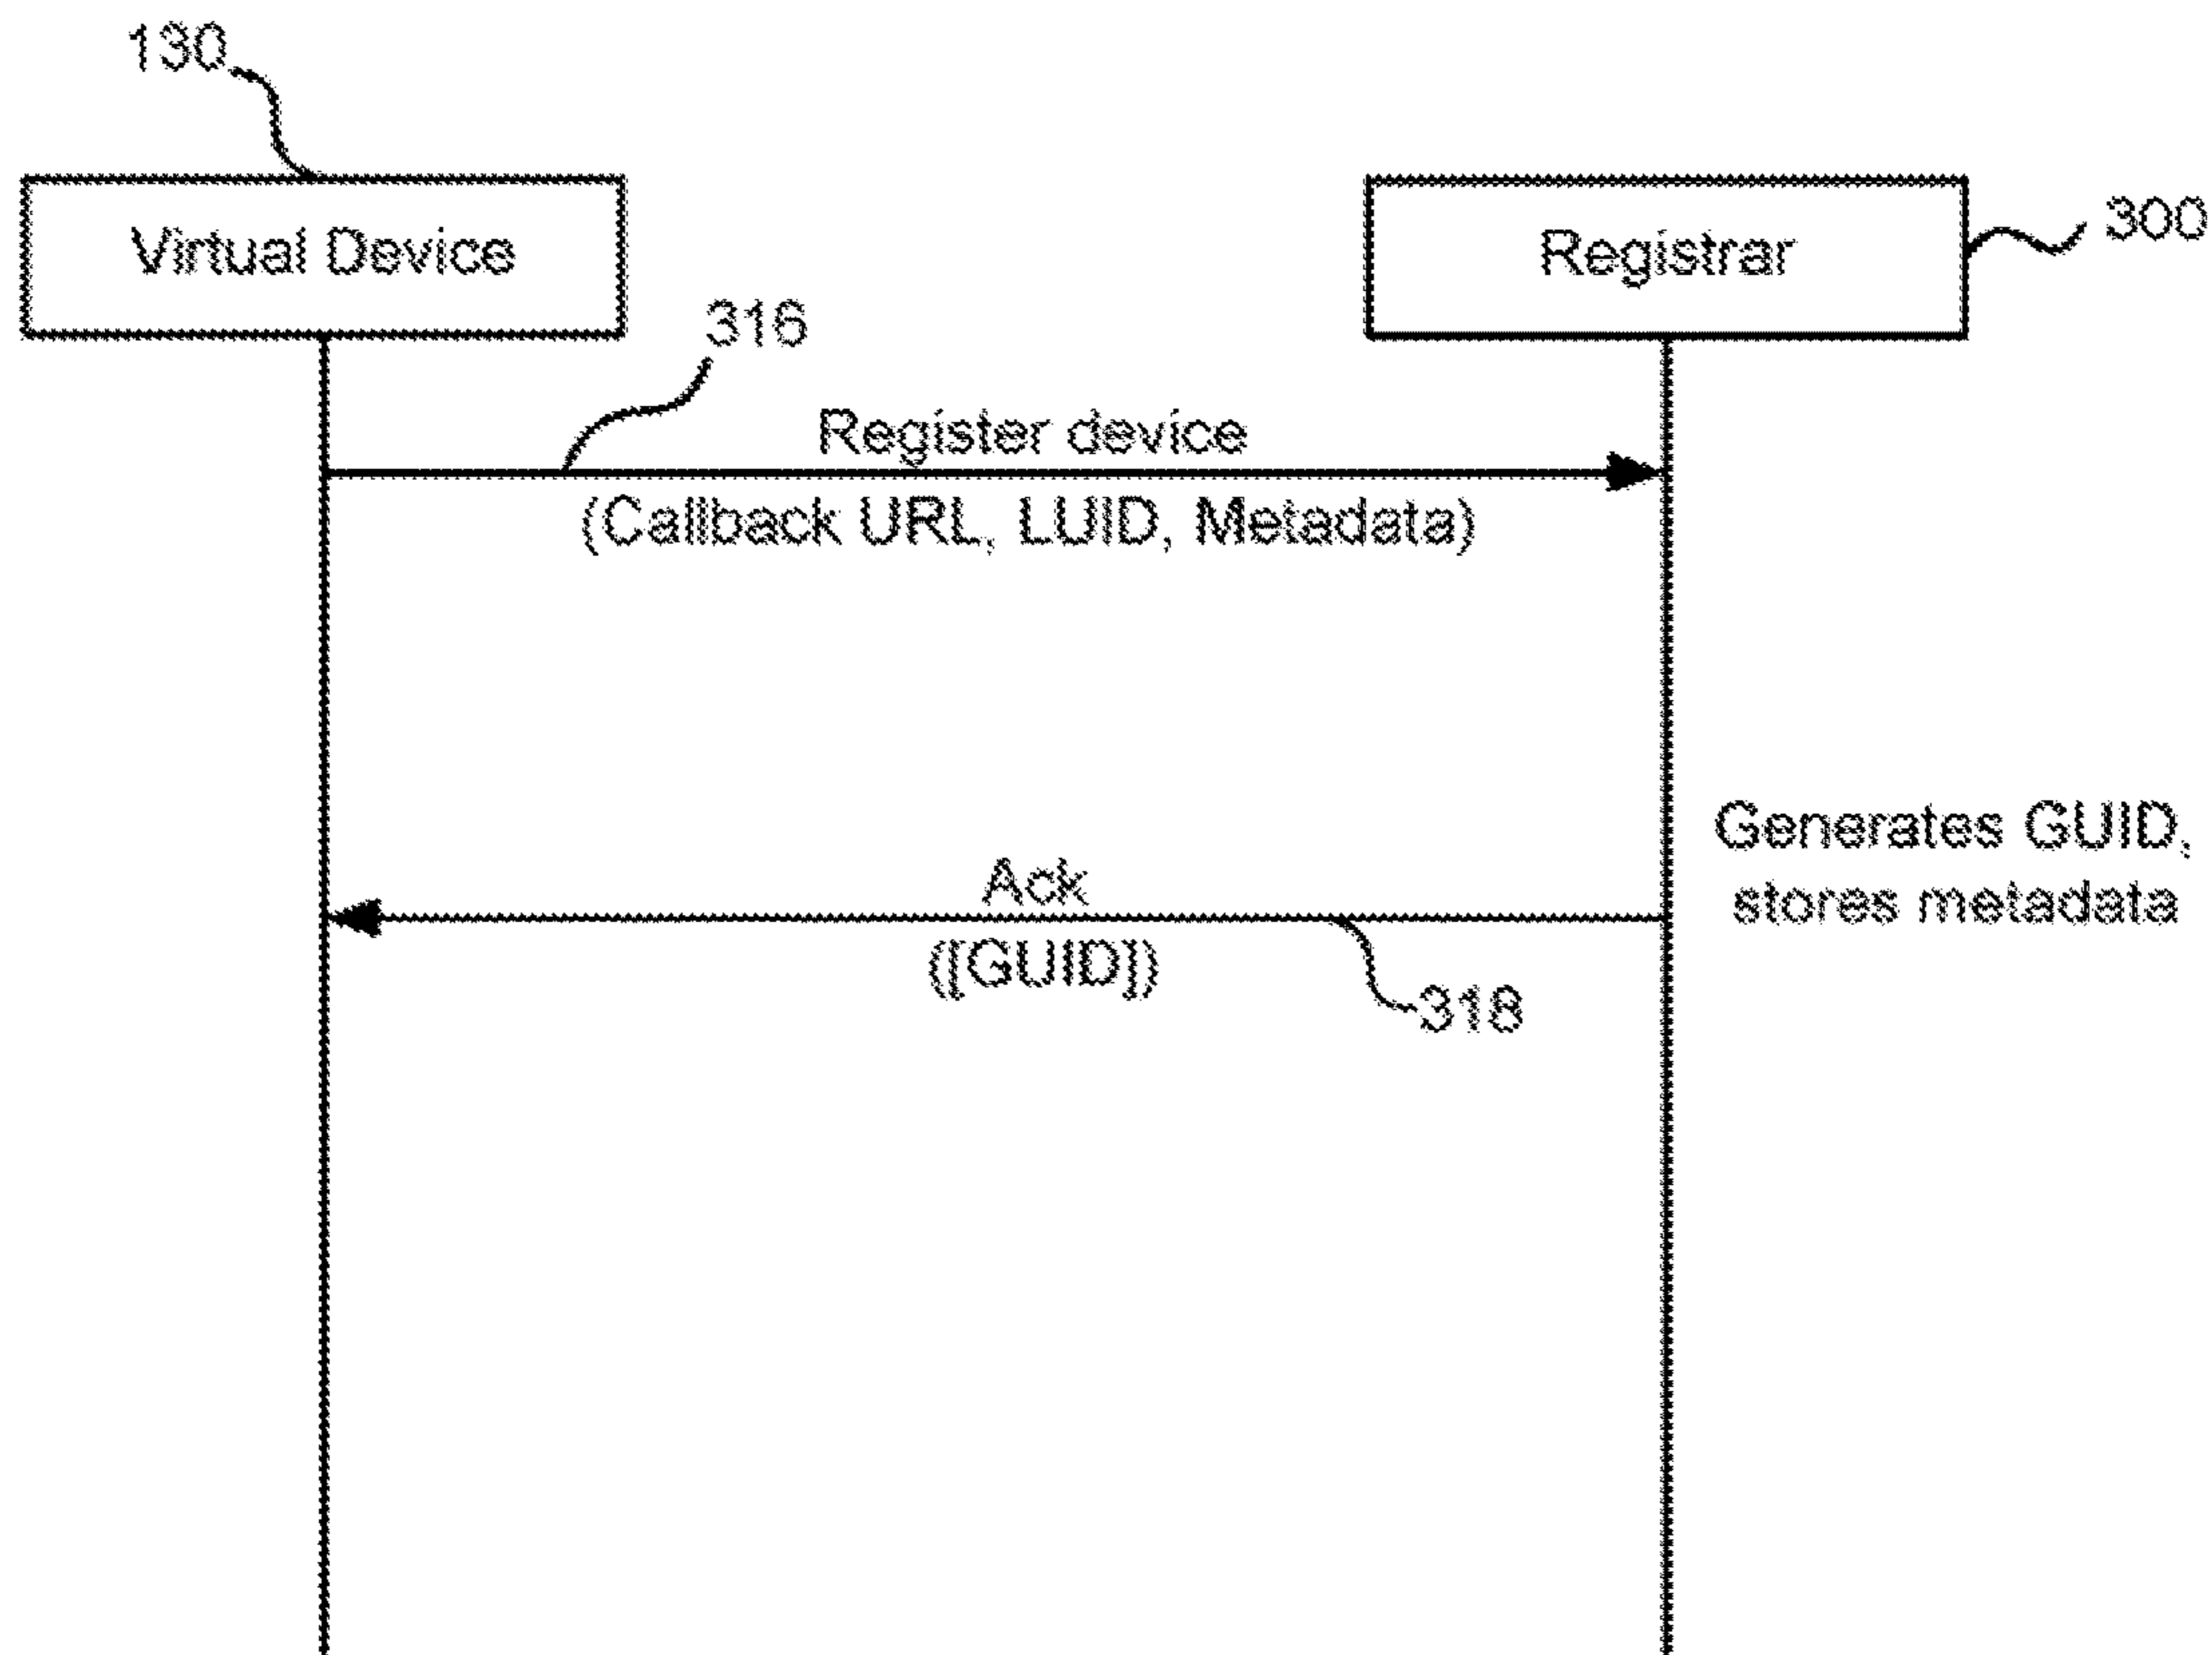 130
Virtual Device
Registrar
300
316
Register device
(Callback URL, LUID, Metadata)
Generates GUID,
stores metadata
Ack
([GUID])
318